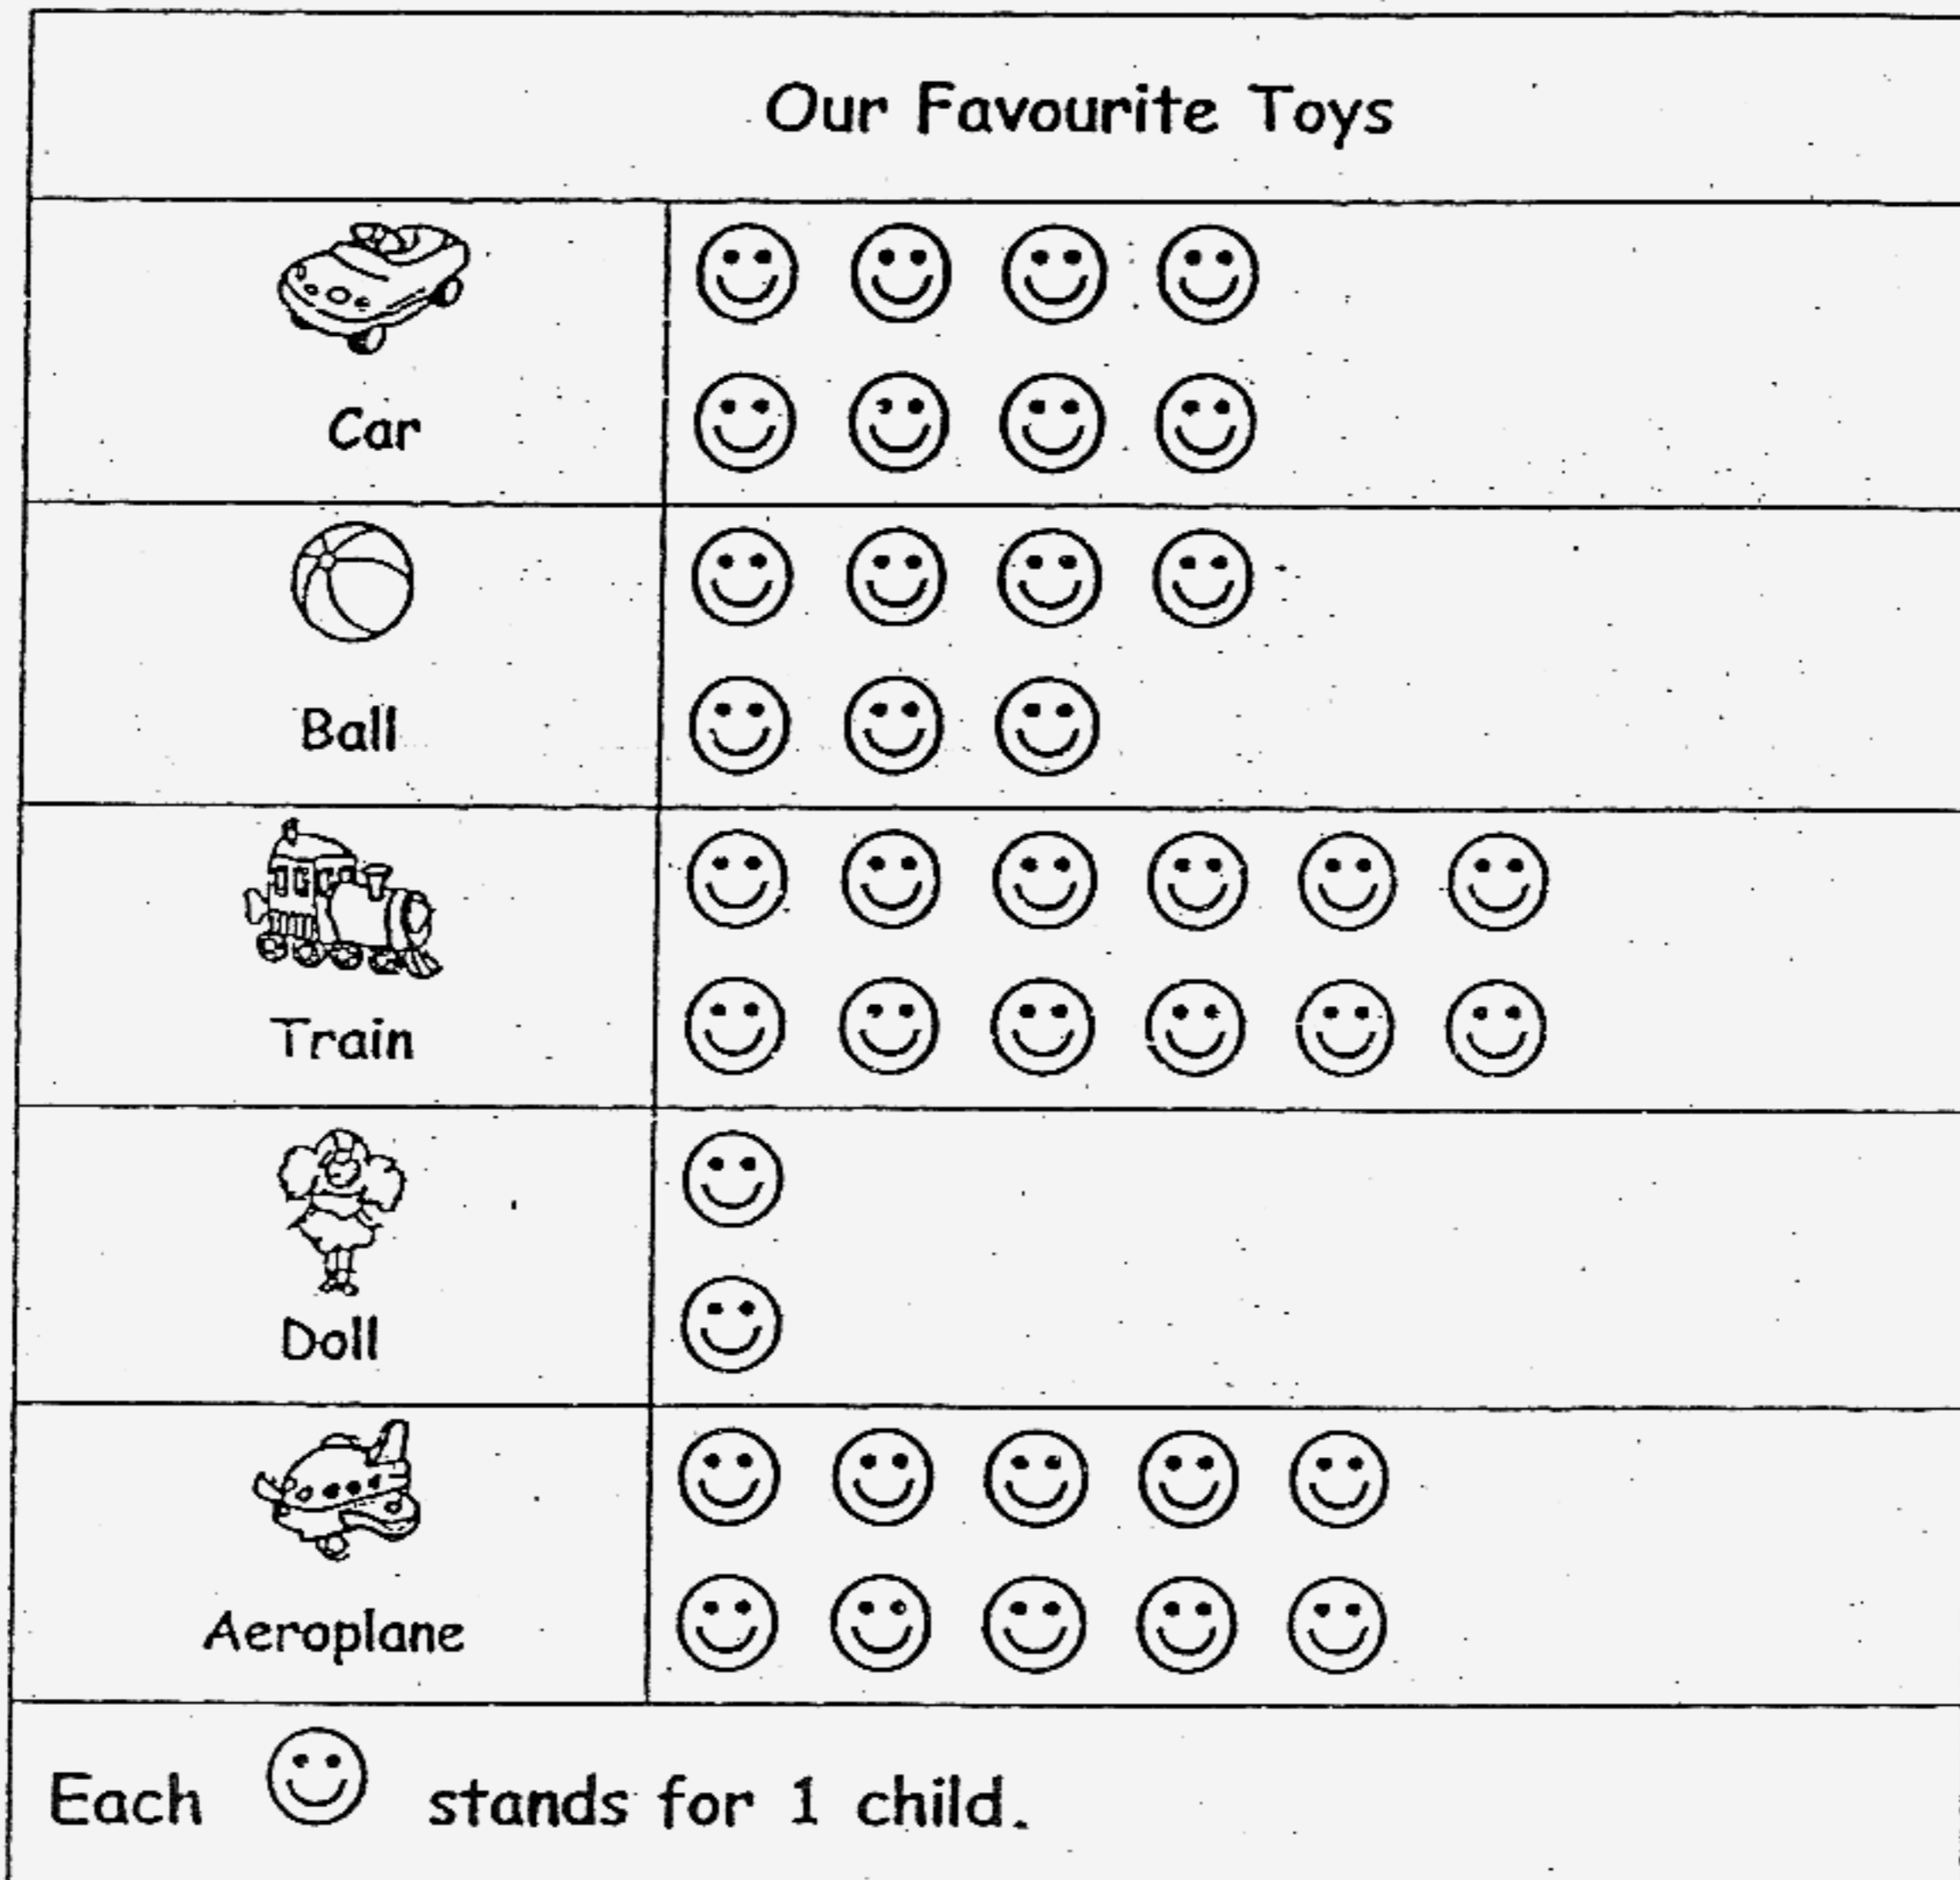 Our Favourite Toys
Car
Ball
Train
Doll
Aeroplane
Each stands for 1 child.